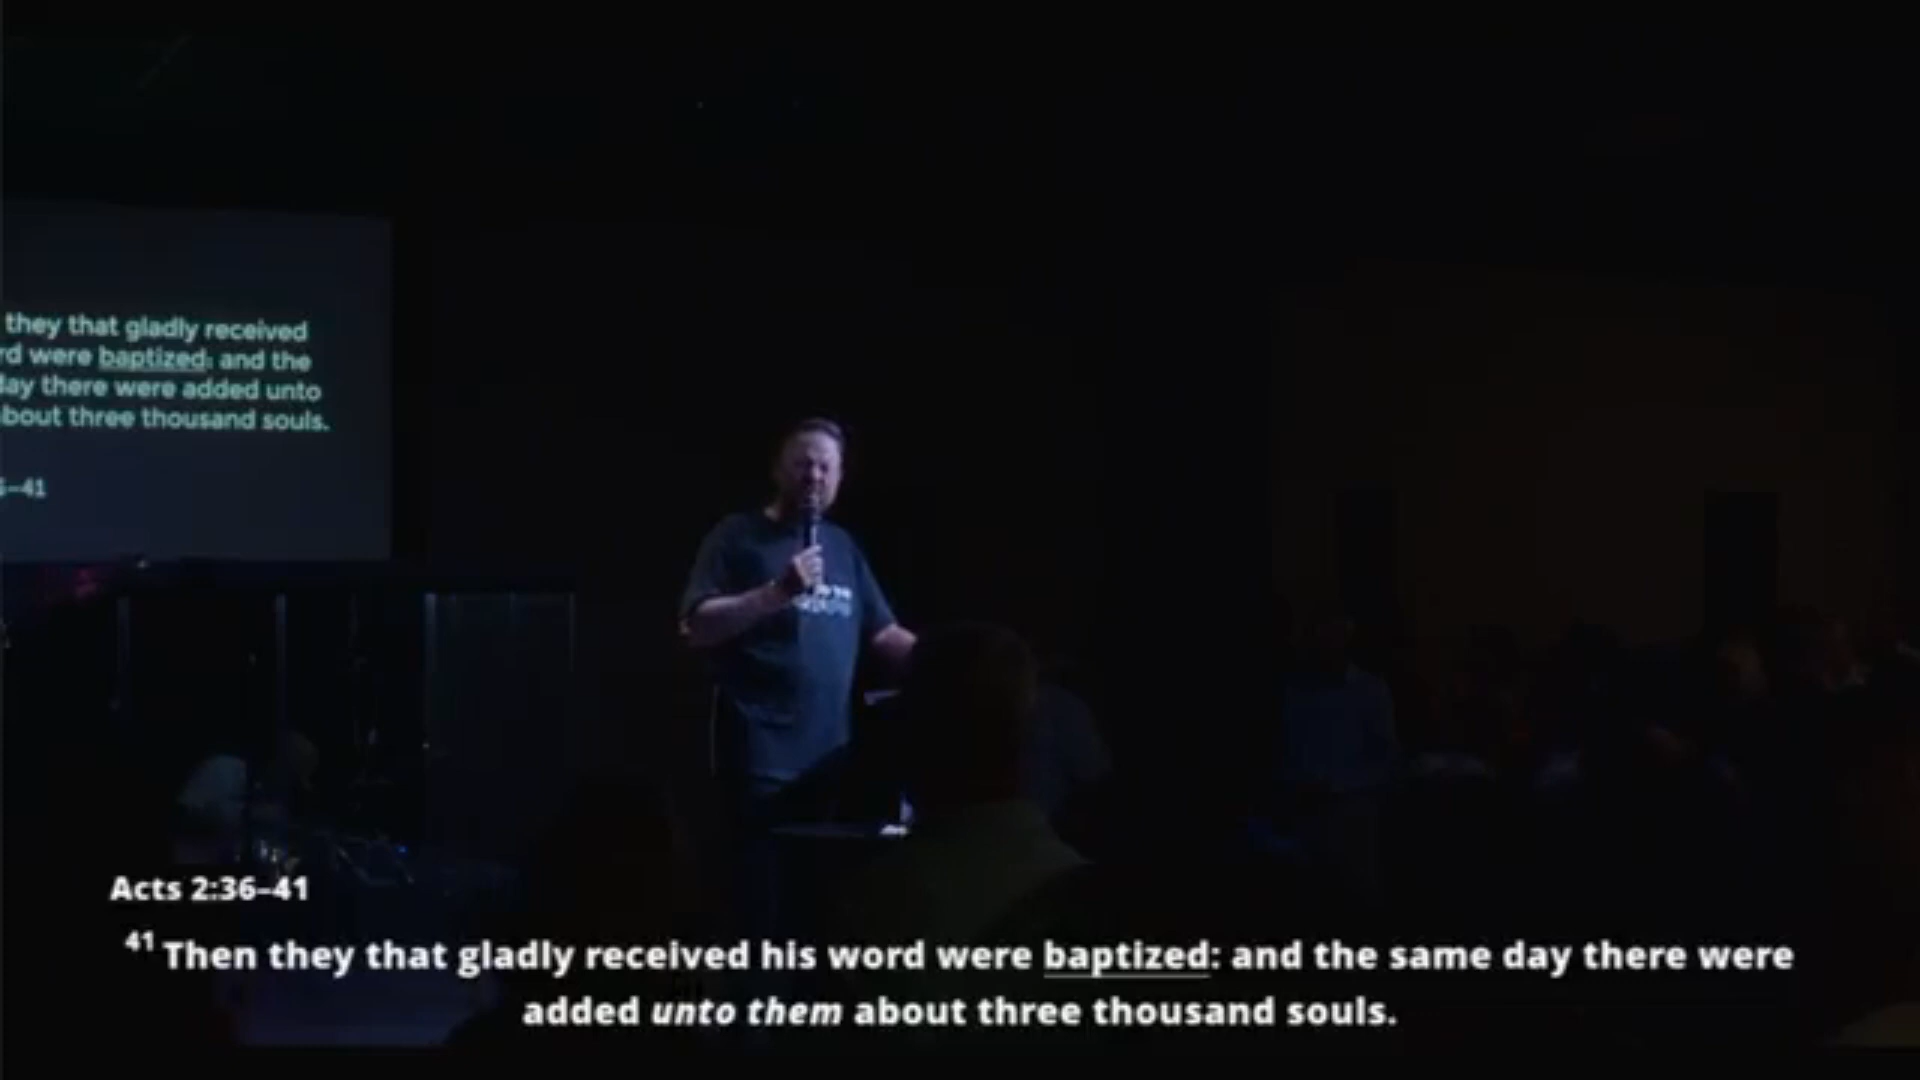 they that gladly received
were baptized: and the
day there were added unto
about three thousand souls.
–41
Acts 2:36–41
41 Then they that gladly received his word were baptized: and the same day there were
added unto them about three thousand souls.